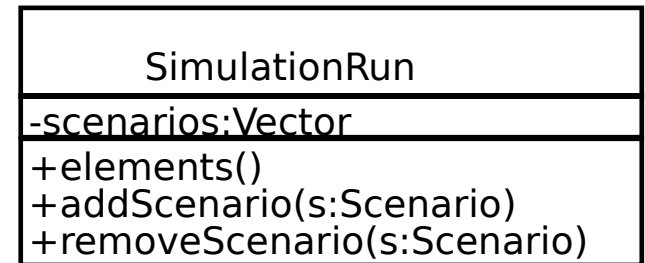 SimulationRun
-scenarios:Vector
+elements()
+addScenario(s:Scenario)
+removeScenario(s:Scenario)